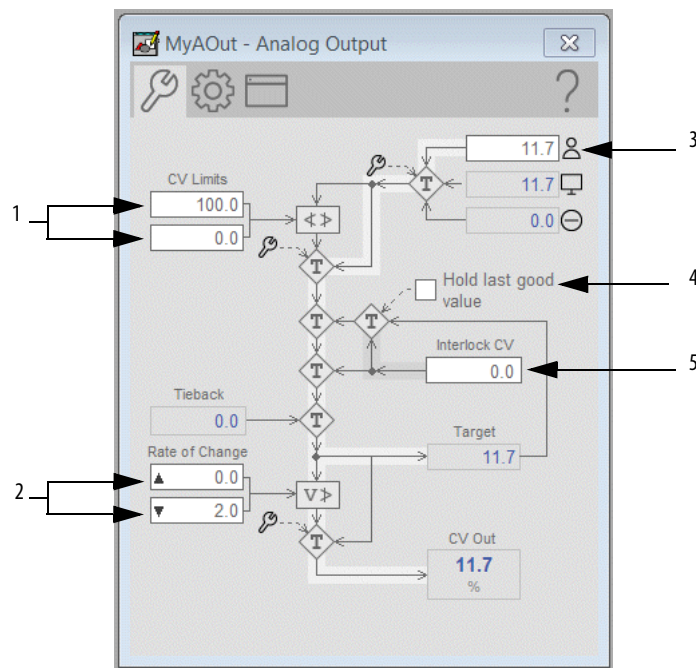 MyAOut - Analog Output
?
3
11.7
CV Limits
T
11.7
1
100.0
0.0
0.0
T
4
Hold last good
value
T
T
Interlock CV
5
T
0.0
Tieback
0.0
T
Target
Rate of Change
11.7
2
▲ 0.0
V
▼ 2.0
T
CV Out
11.7
%